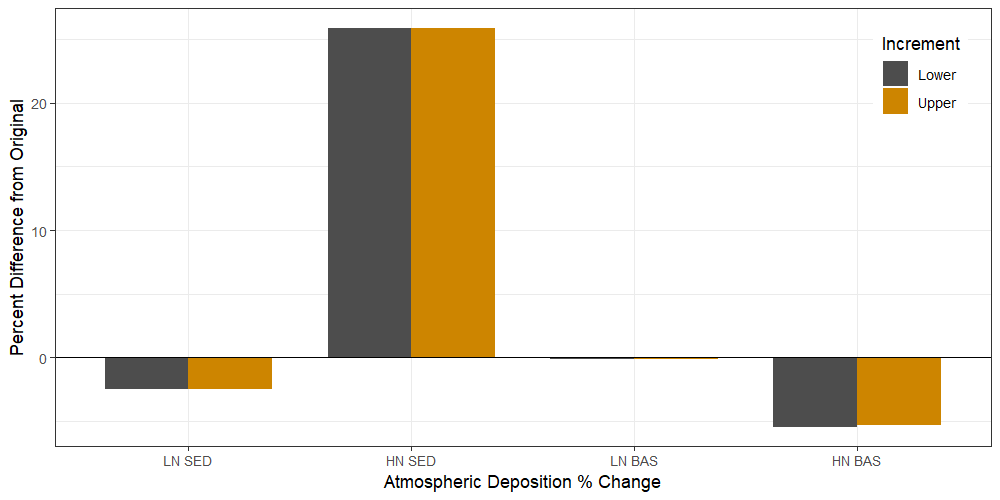 Percent Difference from Original
20
10
0
Increment
Lower
Upper
LN SED
HN SED
LN BAS
HN BAS
Atmospheric Deposition % Change